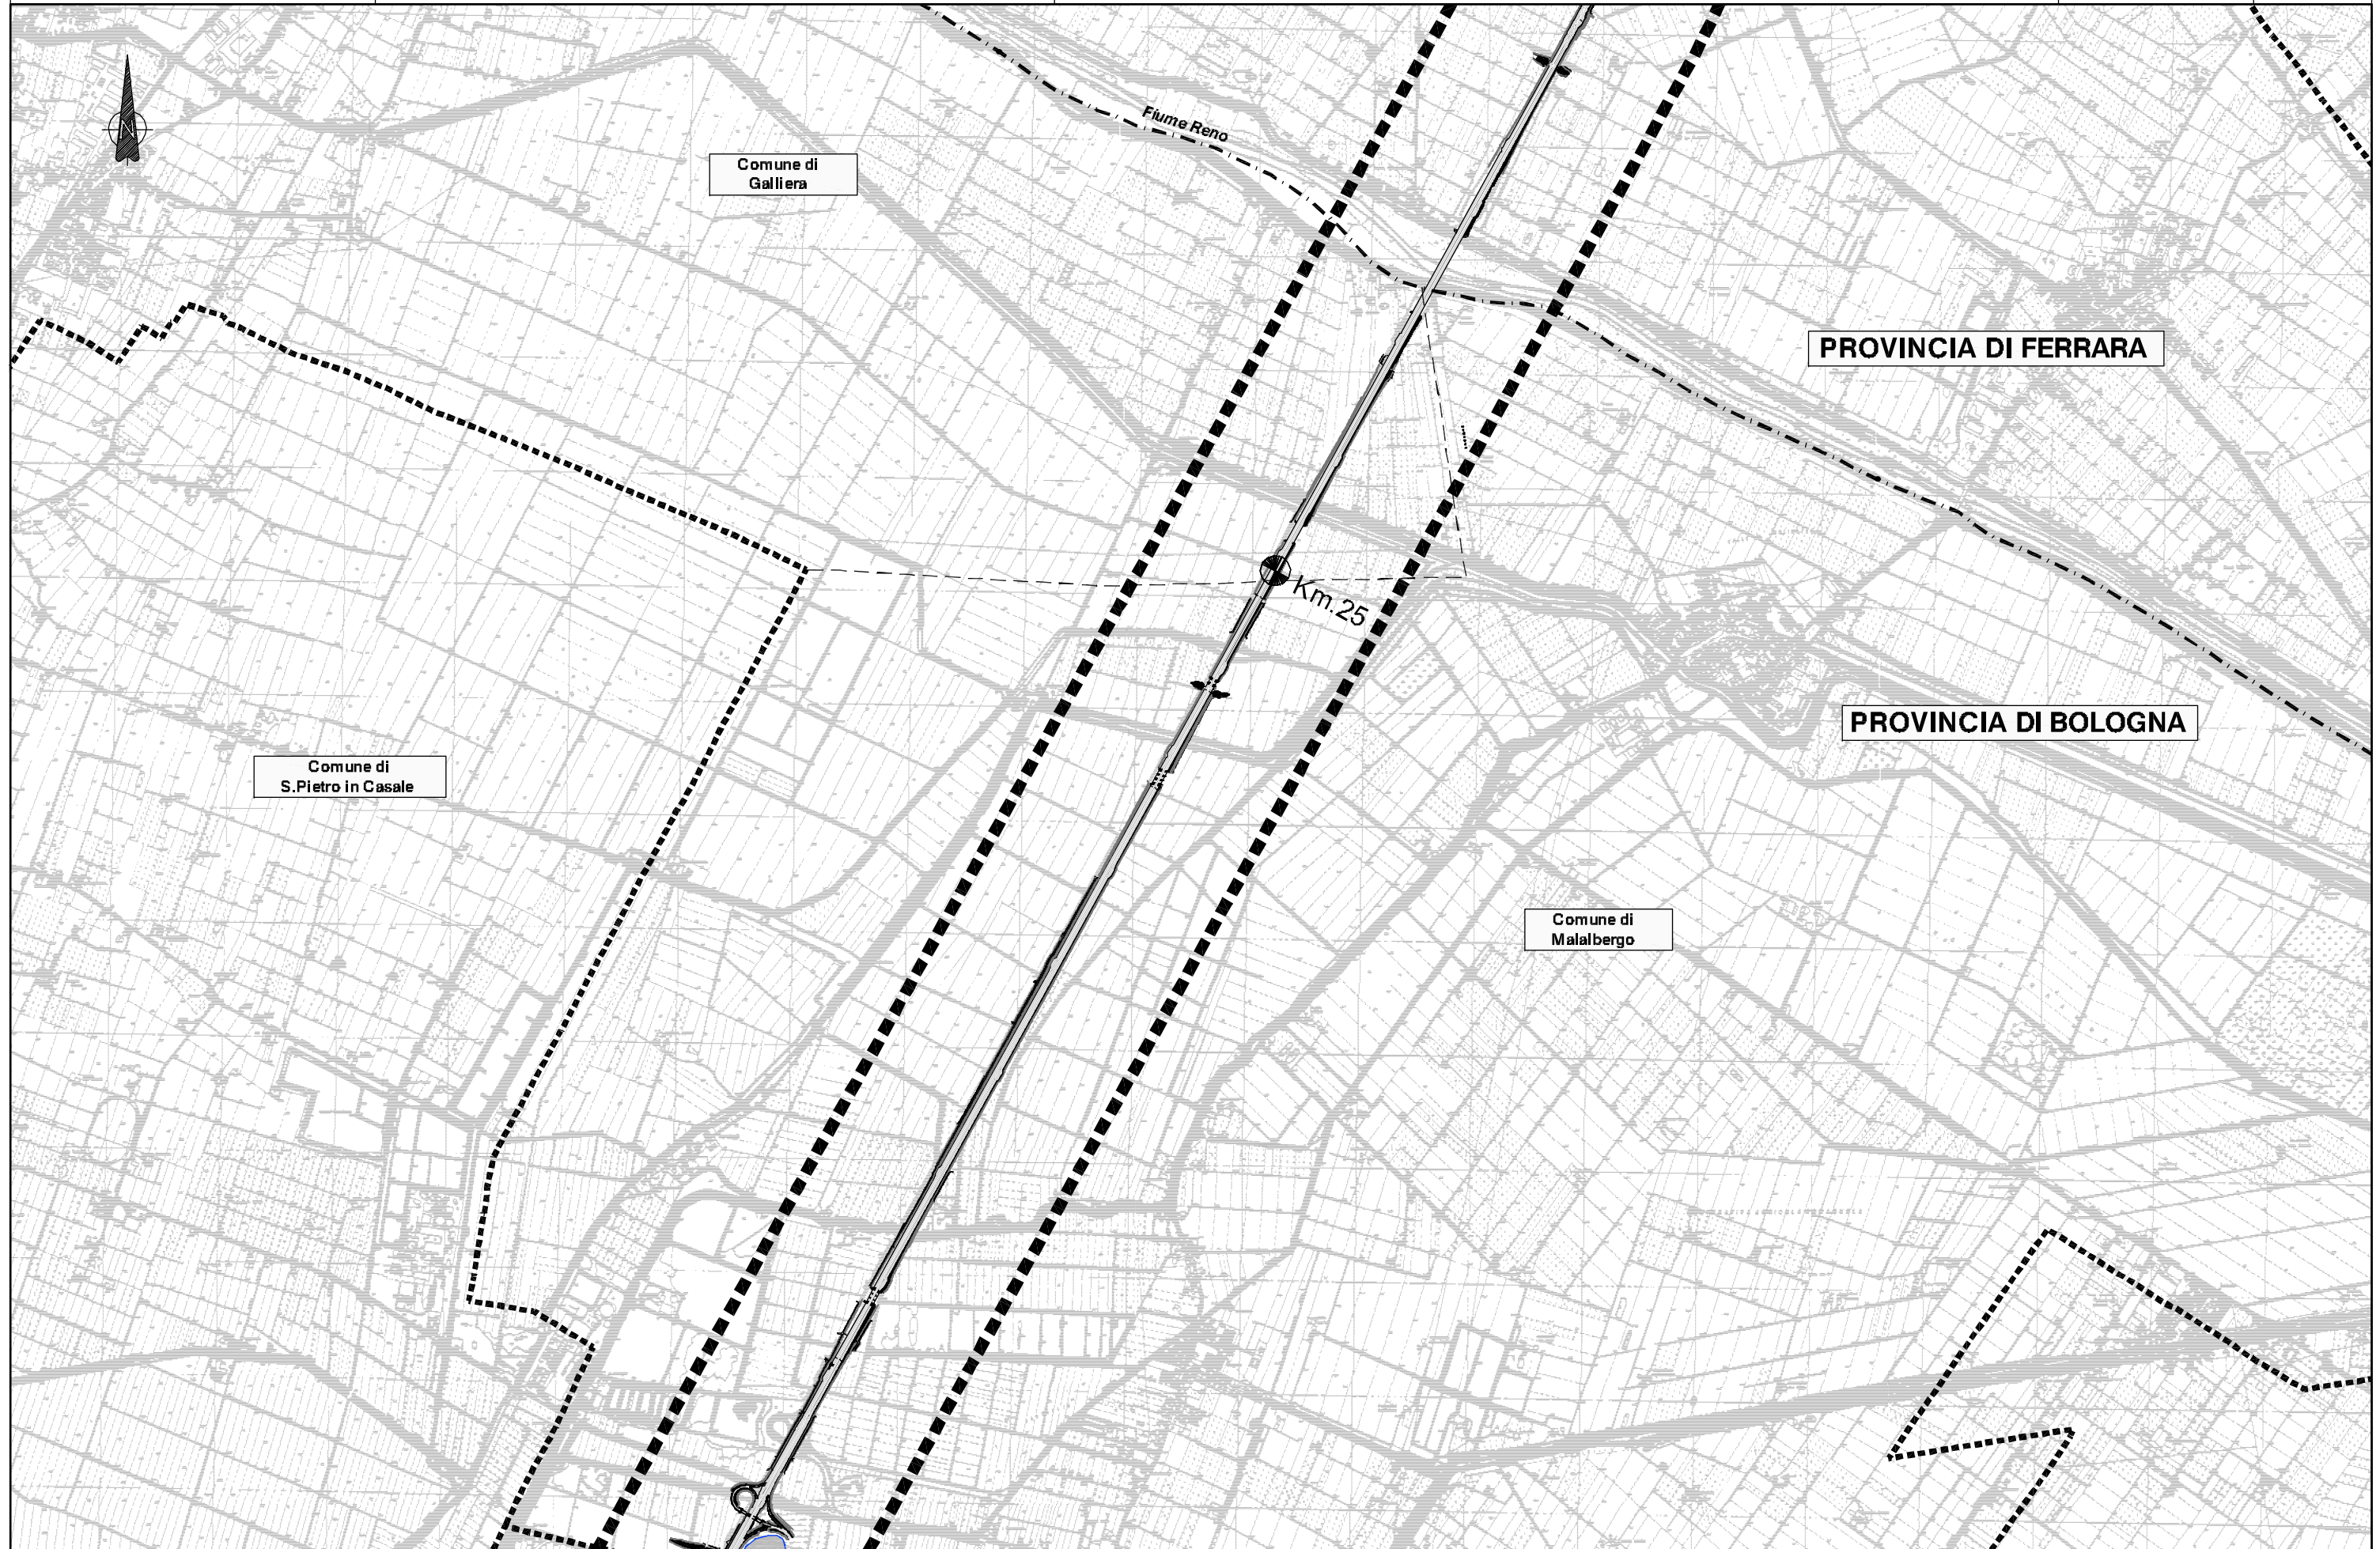 N
Fiume Reno
Comune di
Galliera
PROVINCIA DI FERRARA
Km.25
PROVINCIA DI BOLOGNA
Comune di
S.Pietro in Casale
Comune di
Malalbergo